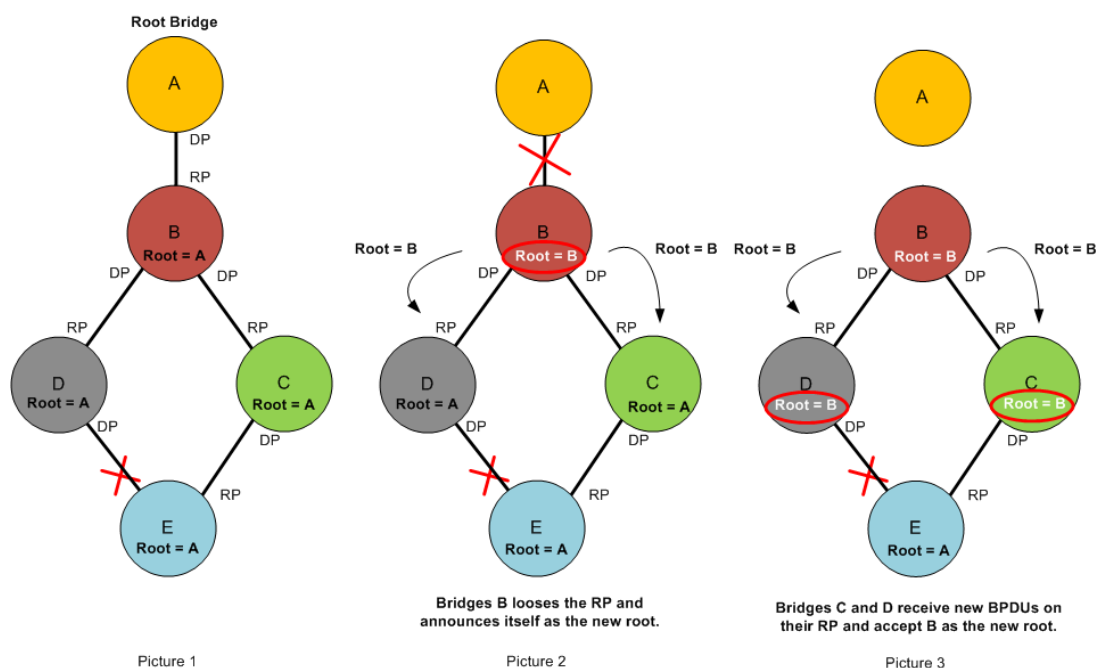 Root Bridge
A
DP
RP
B
Root = A
DP
DP
RP
RP
D
Root = A
C
Root = A
DP
DP
RP
E
Root = A
Picture 1
A
B
Root = B
Root = B
Root = B
DP
DP
RP
RP
D
Root = A
C
Root = A
DP
DP
RP
E
Root = A
Bridges B looses the RP and
announces itself as the new root.
Picture 2
A
B
Root = B
Root = B
Root = B
DP
DP
RP
RP
D
Root = B
C
Root = B
DP
DP
RP
E
Root = A
Bridges C and D receive new BPDUs on
their RP and accept B as the new root.
Picture 3